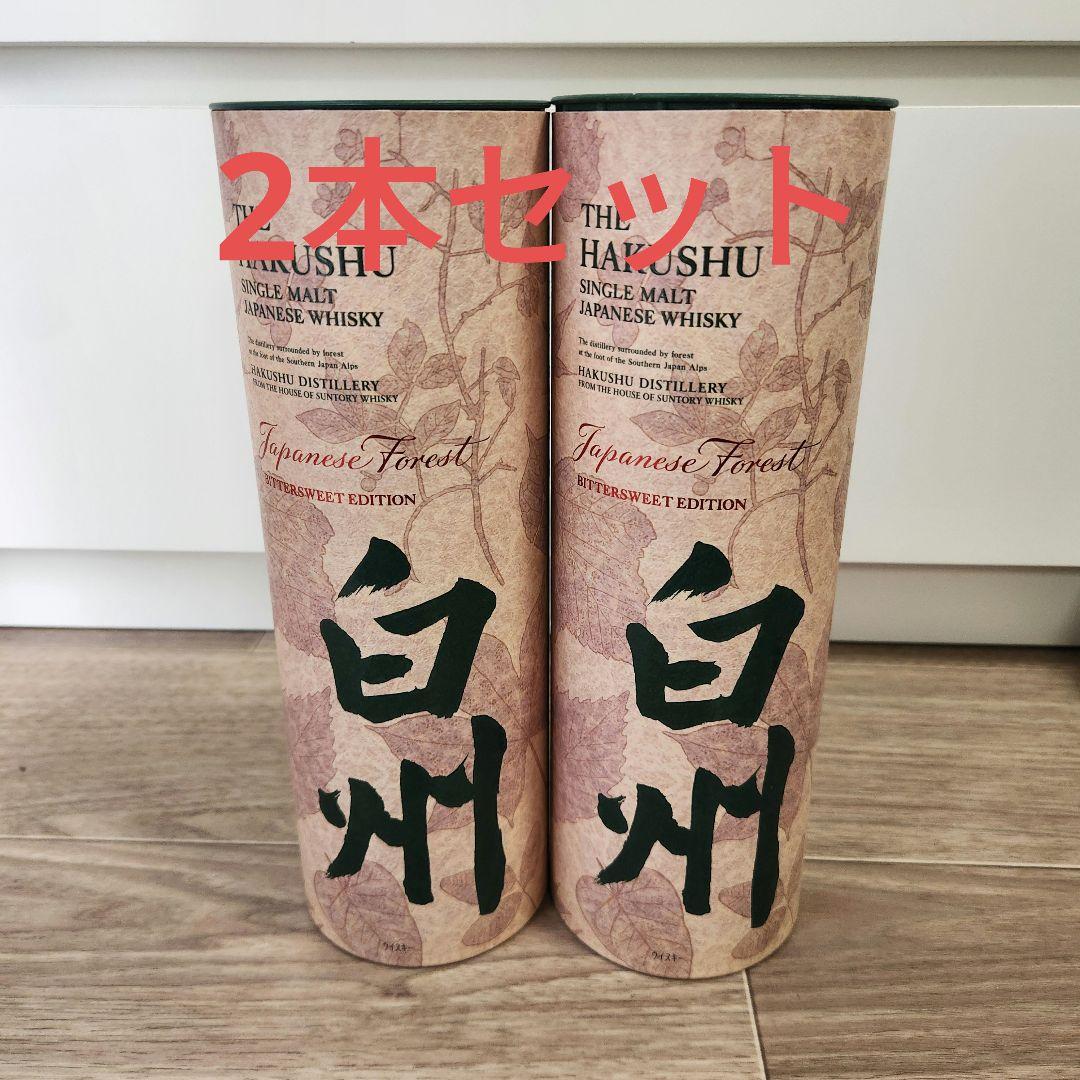 2本セット
THE
HAKUSHU
SINGLE MALT
JAPANESE WHISKY
The distillery surrounded by forest
at the foot of the Southern Japan Alps
HAKUSHU DISTILLERY
FROM THE HOUSE OF SUNTORY WHISKY
Japanese Forest
BITTERSWEET EDITION
白州
ウイスキー
THE
HAKUSHU
SINGLE MALT
JAPANESE WHISKY
The distillery surrounded by forest
at the foot of the Southern Japan Alps
HAKUSHU DISTILLERY
FROM THE HOUSE OF SUNTORY WHISKY
Japanese Forest
BITTERSWEET EDITION
白州
ウイスキー